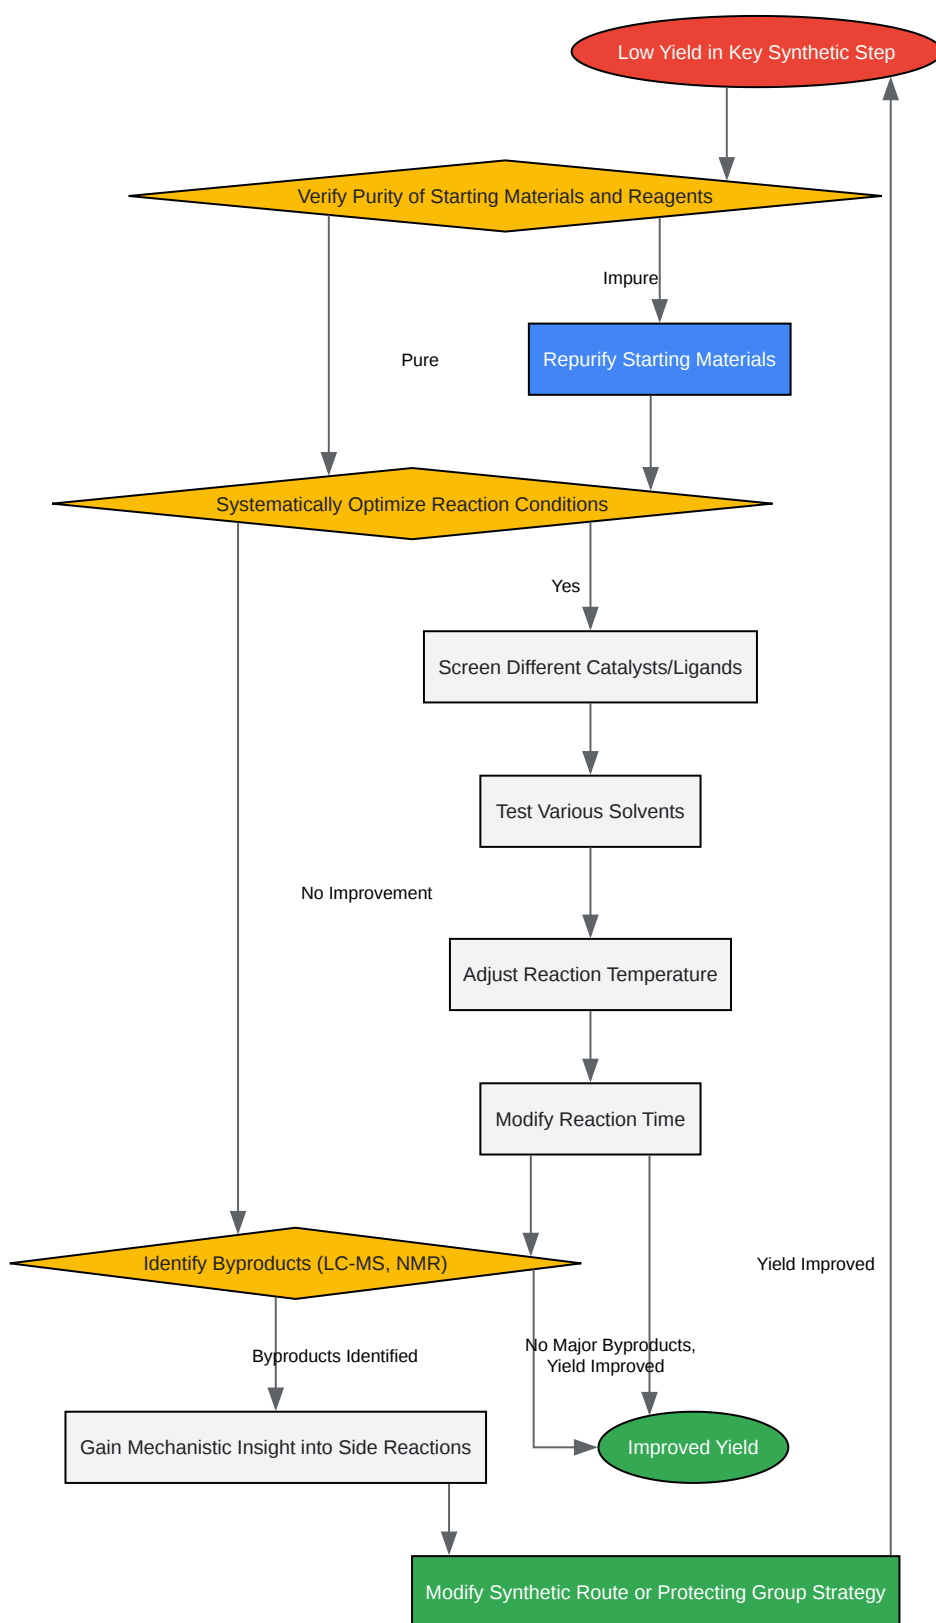 Low Yield in Key Synthetic Step
Verify Purity of Starting Materials and Reagents
Impure
Pure
Repurify Starting Materials
Systematically Optimize Reaction Conditions
Yes
Screen Different Catalysts/Ligands
Test Various Solvents
No Improvement
Adjust Reaction Temperature
Modify Reaction Time
Identify Byproducts (LC-MS, NMR)
Yield Improved
Byproducts Identified
No Major Byproducts,
Yield Improved
Gain Mechanistic Insight into Side Reactions
Improved Yield
Modify Synthetic Route or Protecting Group Strategy